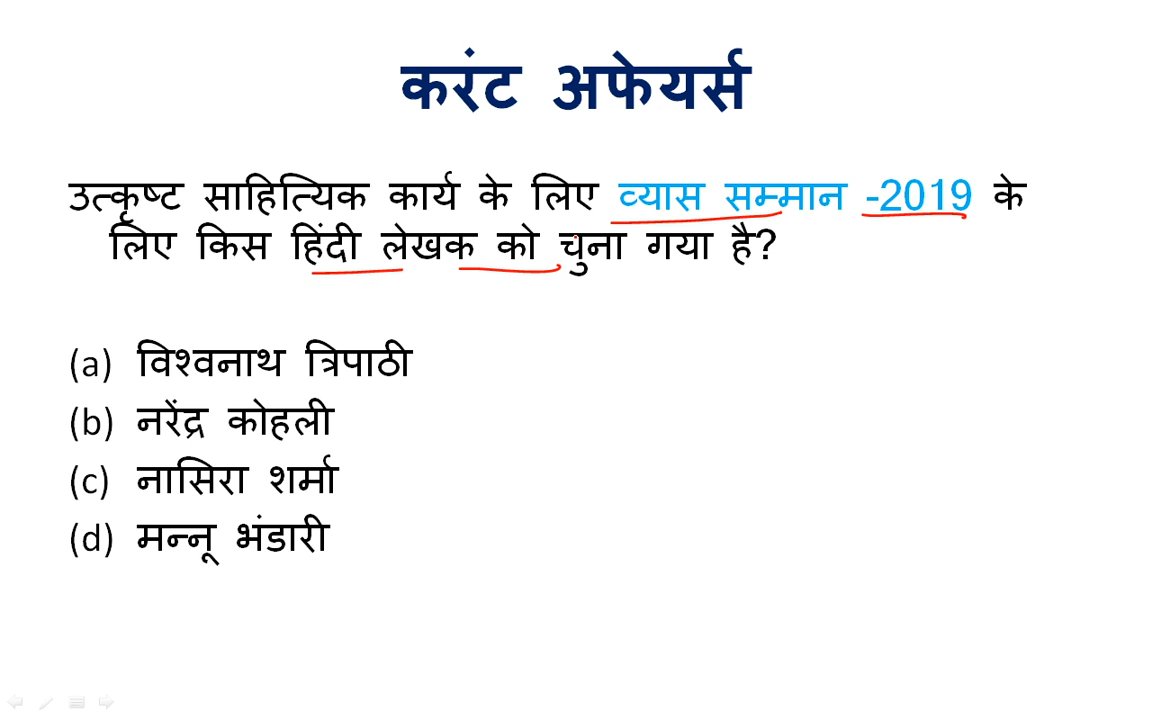 करंट अफेयर्स
उत्कृष्ट साहित्यिक कार्य के लिए व्यास सम्मान -2019 के
लिए किस हिंदी लेखक को चुना गया है?
(a) विश्वनाथ त्रिपाठी
(b) नरेंद्र कोहली
(c) नासिरा शर्मा
(d) मन्नू भंडारी